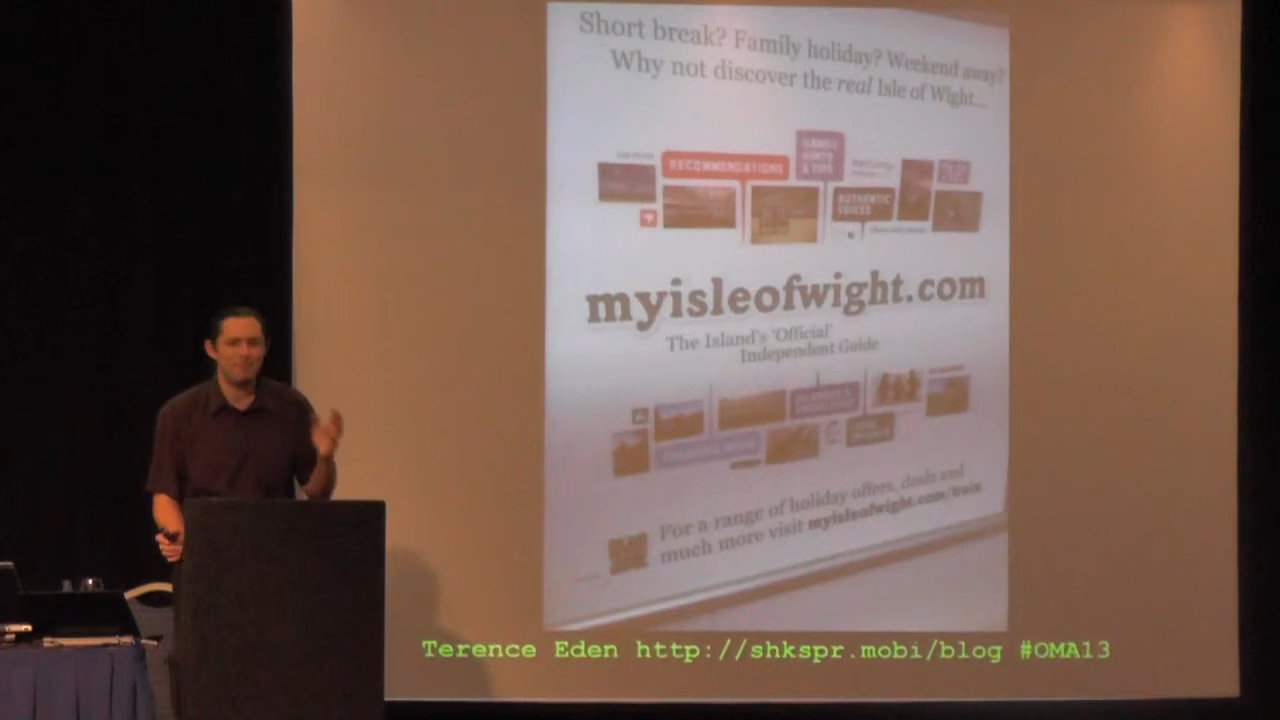 Short break? Family holiday? Weekend away?
Why not discover the real Isle of Wight...
RECOMMENDATIONS
HINTS
& TIPS
AUTHENTIC
VOICES
myisleofwight.com
The Island's 'Official'
Independent Guide
For a range of holiday offers, deals and
much more visit myisleofwight.com/train
Terence Eden http://shkspr.mobi/blog #OMA13